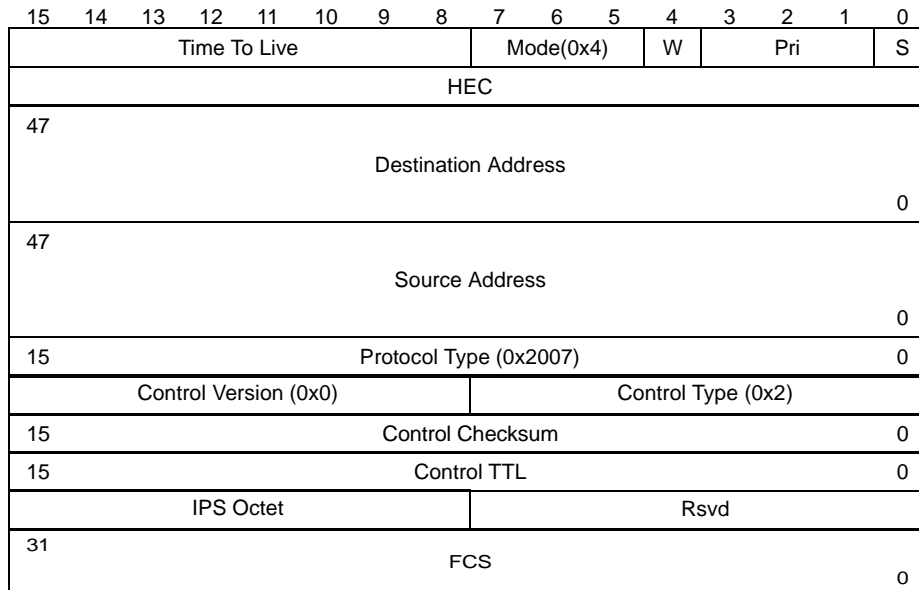 15 14 13 12 11 10 9 8 7 6 5 4 3 2 1 0
Time To Live Mode(0x4) W Pri S
HEC
47
Destination Address
0
47
Source Address
0
15 Protocol Type (0x2007) 0
Control Version (0x0) Control Type (0x2)
15 Control Checksum 0
15 Control TTL 0
IPS Octet Rsvd
31
FCS
0